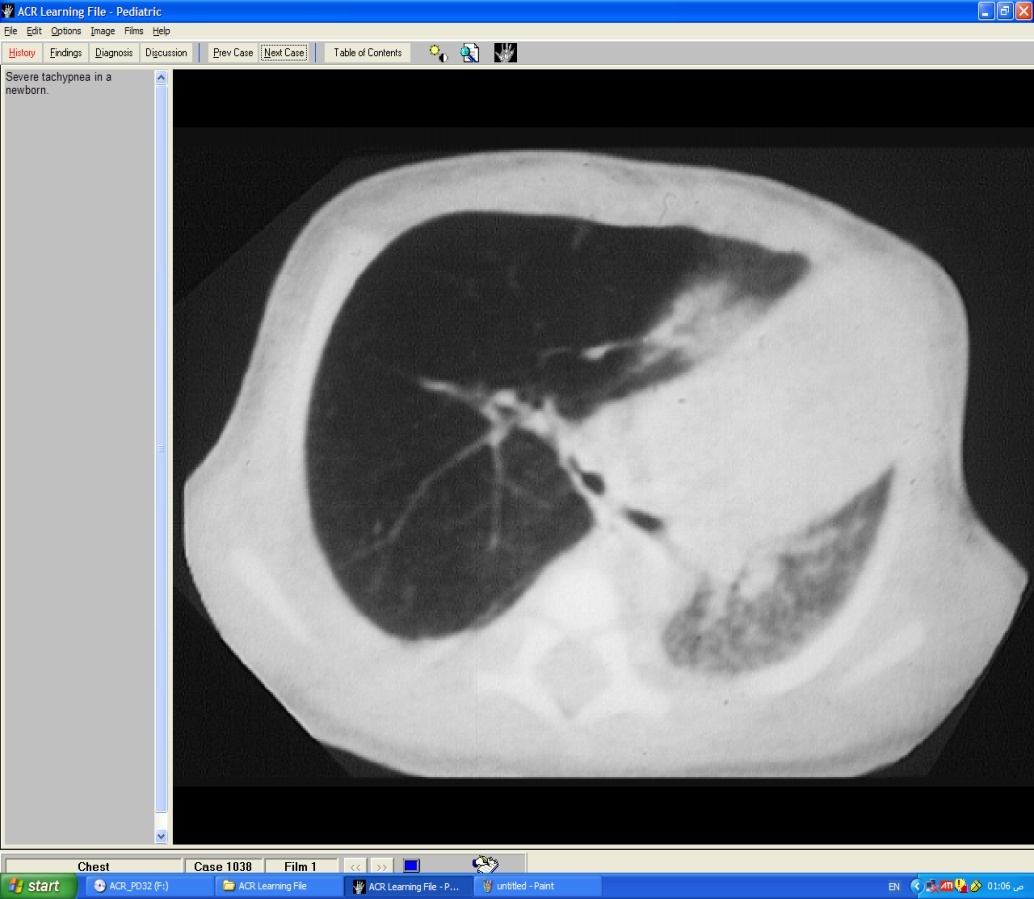 ACR Learning File - Pediatric
File Edit Options Image Films Help
History Findings Diagnosis Discussion Prev Case Next Case Table of Contents
Severe tachypnea in a
newborn.
Chest Case 1038 Film 1 << >>
start ACR_PD32 (F:) ACR Learning File ACR Learning File - P... untitled - Paint EN ATI 01:06 ص